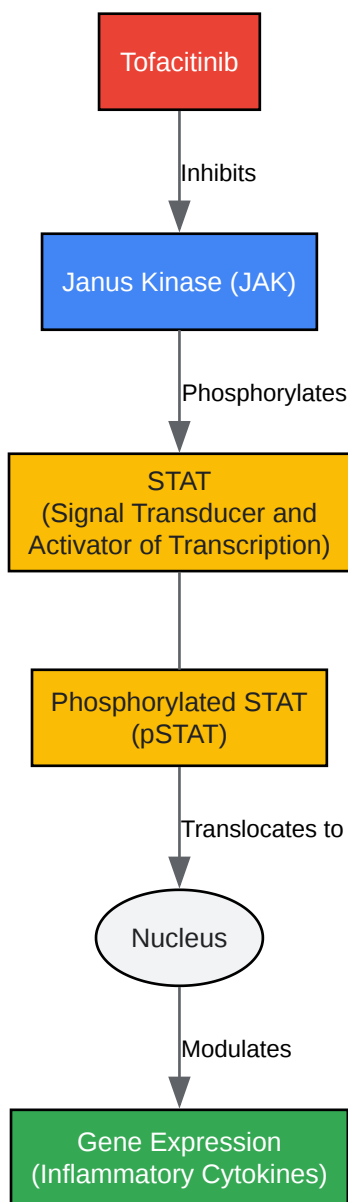 Tofacitinib
Inhibits
Janus Kinase (JAK)
Phosphorylates
STAT
(Signal Transducer and
Activator of Transcription)
Phosphorylated STAT
(pSTAT)
Translocates to
Nucleus
Modulates
Gene Expression
(Inflammatory Cytokines)